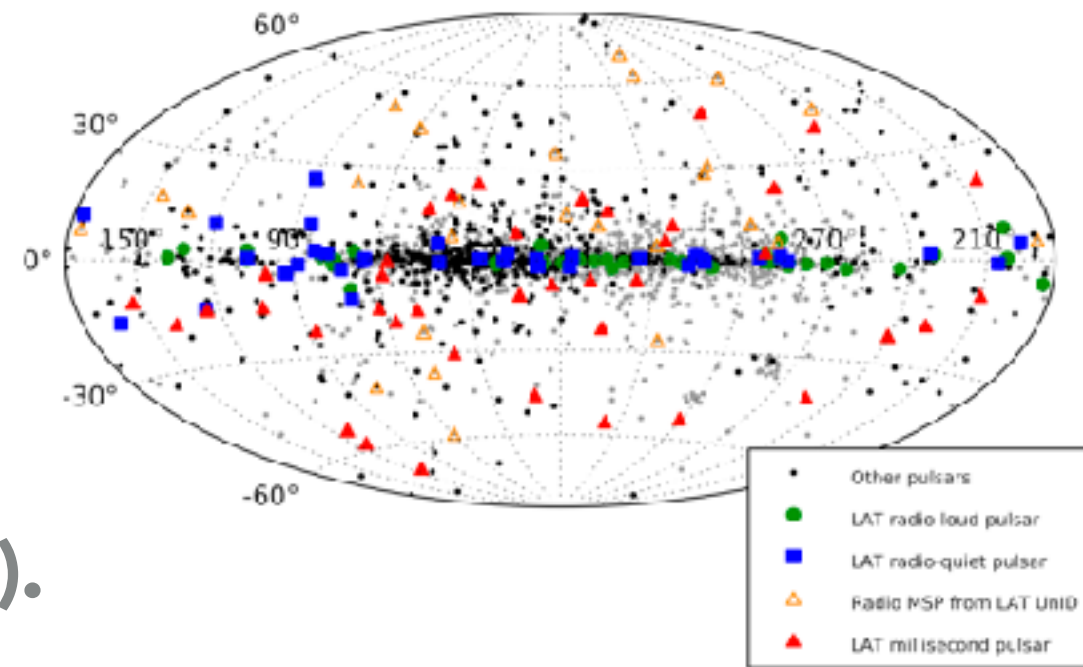 60°
30°
150° 90° 270° 210
0°
-30°
-60°
Other pulsars
LAT radio loud pulsar
LAT radio-quiet pulsar
Radio MSP from LAT UNID
LAT millisecond pulsar
).